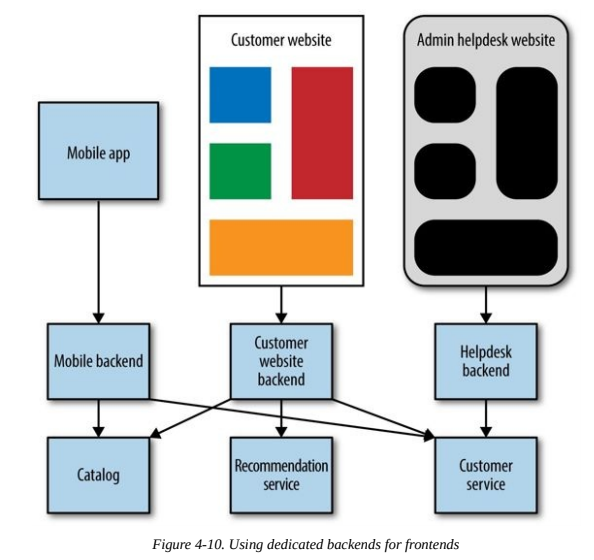 Customer website
Admin helpdesk website
Mobile app
Mobile backend
Customer
website
backend
Helpdesk
backend
Catalog
Recommendation
service
Customer
service
Figure 4-10. Using dedicated backends for frontends